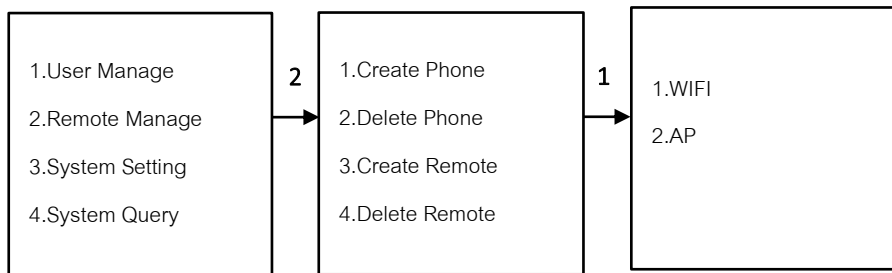 1.User Manage
2.Remote Manage
3.System Setting
4.System Query
2
1.Create Phone
2.Delete Phone
3.Create Remote
4.Delete Remote
1
1.WIFI
2.AP